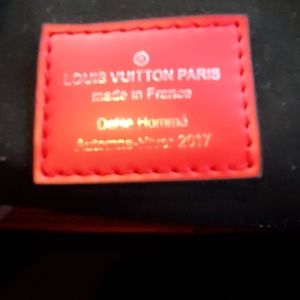 LOUIS VUITTON PARIS
made in France
Défilé Homme
Automne-Hiver 2017